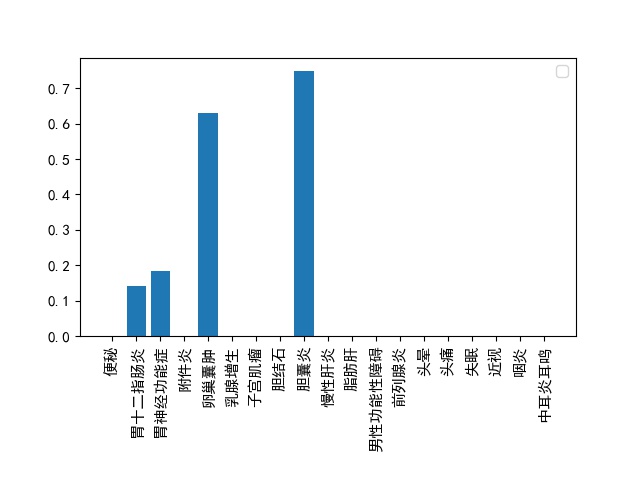 0.7
0.6
0.5
0.4
0.3
0.2
0.1
0.0
便秘
胃十二指肠炎
胃神经功能症
附件炎
卵巢囊肿
乳腺增生
子宫肌瘤
胆结石
胆囊炎
慢性肝炎
脂肪肝
男性功能性障碍
前列腺炎
头晕
头痛
失眠
近视
咽炎
中耳炎耳鸣